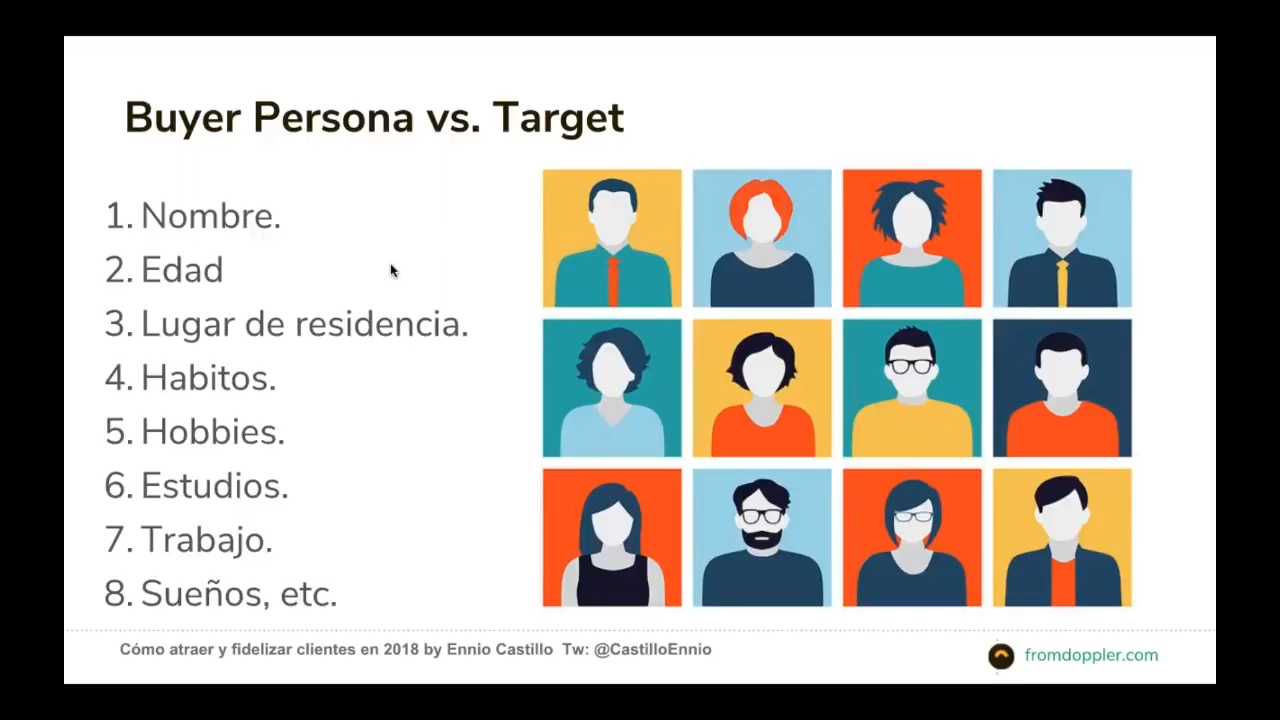 Buyer Persona vs. Target
1. Nombre.
2. Edad
3. Lugar de residencia.
4. Habitos.
5. Hobbies.
6. Estudios.
7. Trabajo.
8. Sueños, etc.
Cómo atraer y fidelizar clientes en 2018 by Ennio Castillo  Tw: @CastilloEnnio
fromdoppler.com